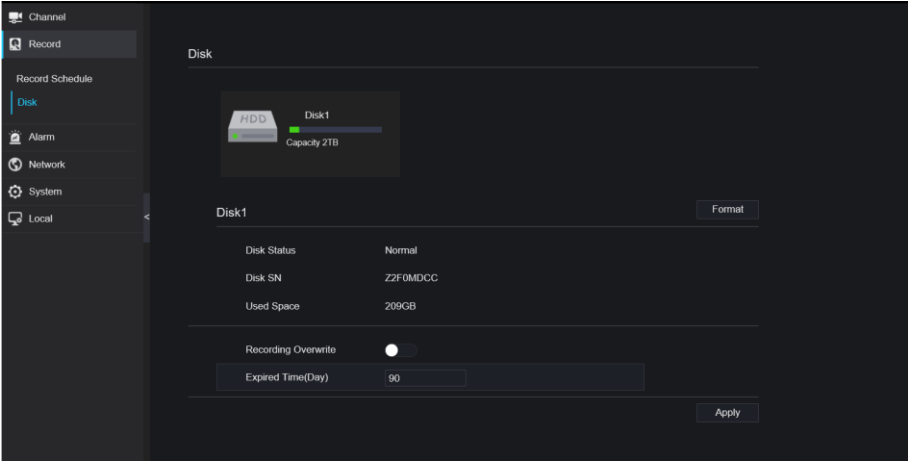 Channel
Record
Record Schedule
Disk
Alarm
Network
System
Local
<
Disk
HDD
Disk1
Capacity 2TB
Disk1
Format
Disk Status Normal
Disk SN Z2F0MDCC
Used Space 209GB
Recording Overwrite
Expired Time(Day) 90
Apply